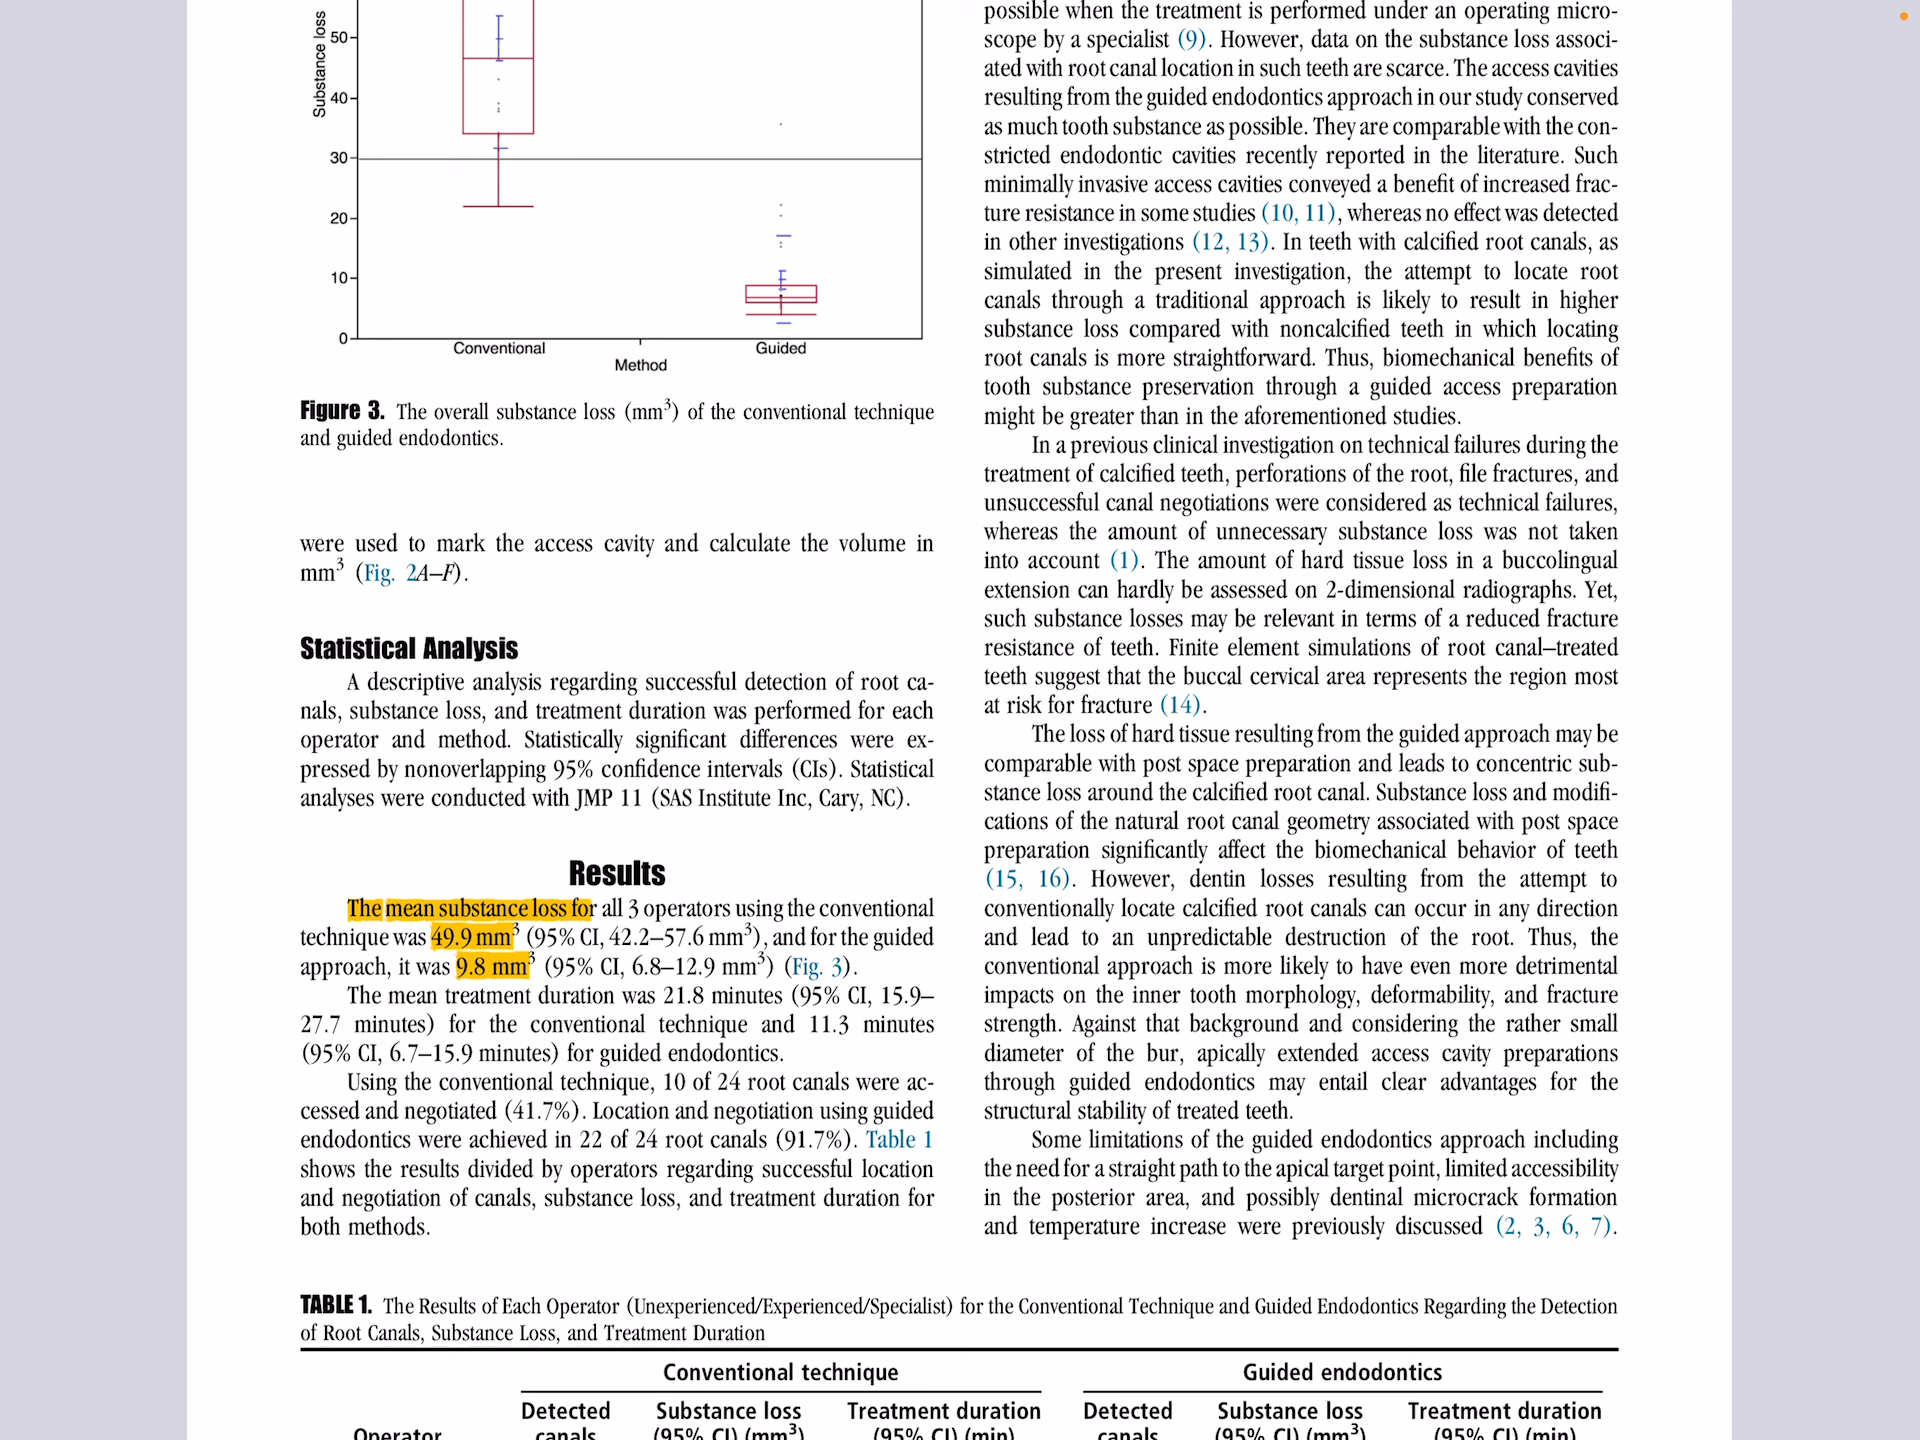 Substance loss
50
40
30
20
10
0
Conventional
Guided
Method
Figure 3. The overall substance loss (mm³) of the conventional technique
and guided endodontics.
were used to mark the access cavity and calculate the volume in
mm³ (Fig. 2A–F).
Statistical Analysis
A descriptive analysis regarding successful detection of root ca-
nals, substance loss, and treatment duration was performed for each
operator and method. Statistically significant differences were ex-
pressed by nonoverlapping 95% confidence intervals (CIs). Statistical
analyses were conducted with JMP 11 (SAS Institute Inc, Cary, NC).
Results
The mean substance loss for all 3 operators using the conventional
technique was 49.9 mm³ (95% CI, 42.2–57.6 mm³), and for the guided
approach, it was 9.8 mm³ (95% CI, 6.8–12.9 mm³) (Fig. 3).
The mean treatment duration was 21.8 minutes (95% CI, 15.9–
27.7 minutes) for the conventional technique and 11.3 minutes
(95% CI, 6.7–15.9 minutes) for guided endodontics.
Using the conventional technique, 10 of 24 root canals were ac-
cessed and negotiated (41.7%). Location and negotiation using guided
endodontics were achieved in 22 of 24 root canals (91.7%). Table 1
shows the results divided by operators regarding successful location
and negotiation of canals, substance loss, and treatment duration for
both methods.
possible when the treatment is performed under an operating micro-
scope by a specialist (9). However, data on the substance loss associ-
ated with root canal location in such teeth are scarce. The access cavities
resulting from the guided endodontics approach in our study conserved
as much tooth substance as possible. They are comparable with the con-
stricted endodontic cavities recently reported in the literature. Such
minimally invasive access cavities conveyed a benefit of increased frac-
ture resistance in some studies (10, 11), whereas no effect was detected
in other investigations (12, 13). In teeth with calcified root canals, as
simulated in the present investigation, the attempt to locate root
canals through a traditional approach is likely to result in higher
substance loss compared with noncalcified teeth in which locating
root canals is more straightforward. Thus, biomechanical benefits of
tooth substance preservation through a guided access preparation
might be greater than in the aforementioned studies.
In a previous clinical investigation on technical failures during the
treatment of calcified teeth, perforations of the root, file fractures, and
unsuccessful canal negotiations were considered as technical failures,
whereas the amount of unnecessary substance loss was not taken
into account (1). The amount of hard tissue loss in a buccolingual
extension can hardly be assessed on 2-dimensional radiographs. Yet,
such substance losses may be relevant in terms of a reduced fracture
resistance of teeth. Finite element simulations of root canal–treated
teeth suggest that the buccal cervical area represents the region most
at risk for fracture (14).
The loss of hard tissue resulting from the guided approach may be
comparable with post space preparation and leads to concentric sub-
stance loss around the calcified root canal. Substance loss and modifi-
cations of the natural root canal geometry associated with post space
preparation significantly affect the biomechanical behavior of teeth
(15, 16). However, dentin losses resulting from the attempt to
conventionally locate calcified root canals can occur in any direction
and lead to an unpredictable destruction of the root. Thus, the
conventional approach is more likely to have even more detrimental
impacts on the inner tooth morphology, deformability, and fracture
strength. Against that background and considering the rather small
diameter of the bur, apically extended access cavity preparations
through guided endodontics may entail clear advantages for the
structural stability of treated teeth.
Some limitations of the guided endodontics approach including
the need for a straight path to the apical target point, limited accessibility
in the posterior area, and possibly dentinal microcrack formation
and temperature increase were previously discussed (2, 3, 6, 7).
TABLE 1. The Results of Each Operator (Unexperienced/Experienced/Specialist) for the Conventional Technique and Guided Endodontics Regarding the Detection
of Root Canals, Substance Loss, and Treatment Duration
Conventional technique Guided endodontics
Detected Substance loss Treatment duration Detected Substance loss Treatment duration
Operator canals (95% CI) (mm³) (95% CI) (min) canals (95% CI) (mm³) (95% CI) (min)